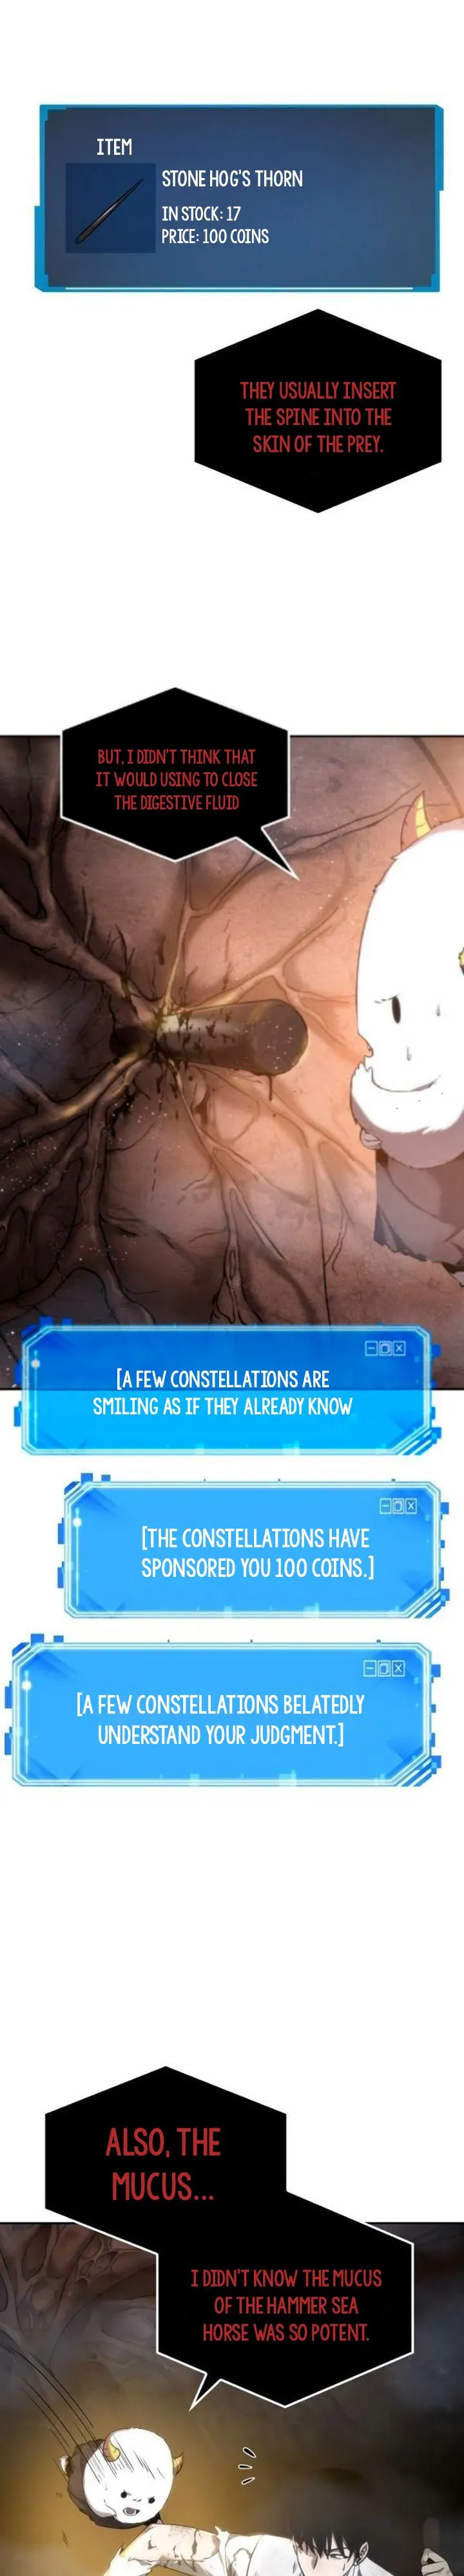 ITEM
STONE HOG'S THORN
IN STOCK: 17
PRICE: 100 COINS
THEY USUALLY INSERT
THE SPINE INTO THE
SKIN OF THE PREY.
BUT, I DIDN'T THINK THAT
IT WOULD USING TO CLOSE
THE DIGESTIVE FLUID
[A FEW CONSTELLATIONS ARE
SMILING AS IF THEY ALREADY KNOW
[THE CONSTELLATIONS HAVE
SPONSORED YOU 100 COINS.]
[A FEW CONSTELLATIONS BELATEDLY
UNDERSTAND YOUR JUDGMENT.]
ALSO, THE
MUCUS...
I DIDN'T KNOW THE MUCUS
OF THE HAMMER SEA
HORSE WAS SO POTENT.